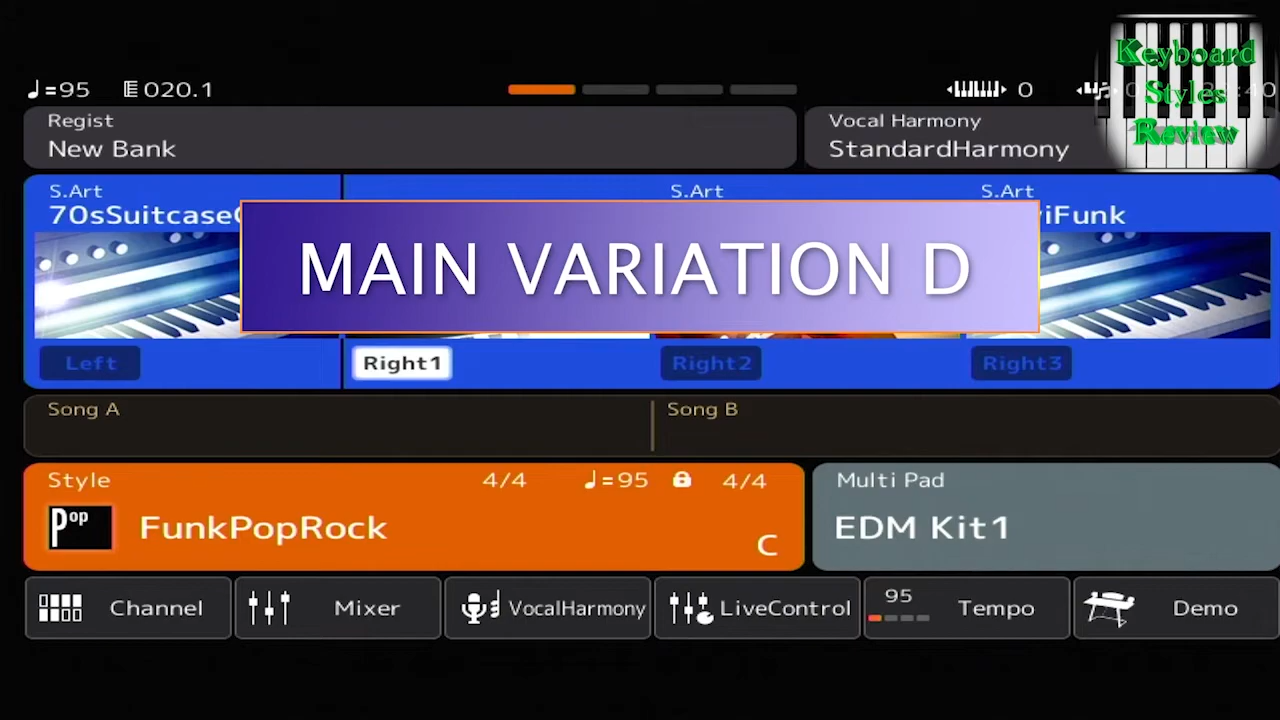 ♩=95
020.1
0
Keyboard
Styles
Review
Regist
New Bank
Vocal Harmony
StandardHarmony
S.Art
S.Art
S.Art
MAIN VARIATION D
Left
Right1
Right2
Right3
Song A
Song B
Style
4/4
♩=95
4/4
Pop
FunkPopRock
C
Multi Pad
EDM Kit1
Channel
Mixer
VocalHarmony
LiveControl
95
Tempo
Demo